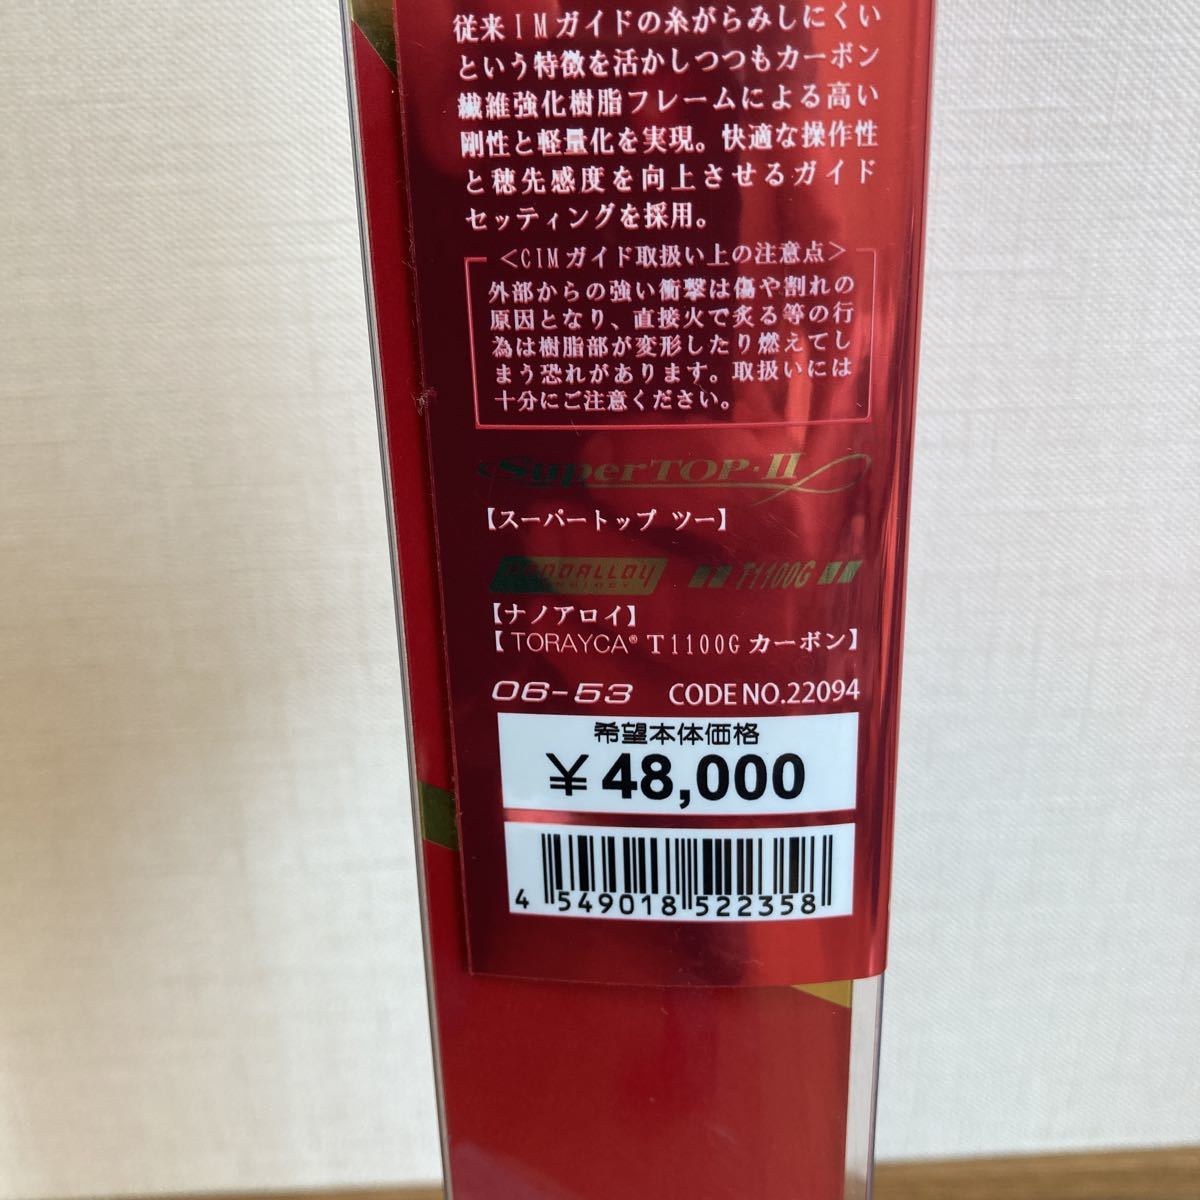 従来IMガイドの糸がらみしにくい
という特徴を活かしつつもカーボン
繊維強化樹脂フレームによる高い
剛性と軽量化を実現。快適な操作性
と穂先感度を向上させるガイド
セッティングを採用。
＜CIMガイド取扱い上の注意点＞
外部からの強い衝撃は傷や割れの
原因となり、直接火で炙る等の行
為は樹脂部が変形したり燃えてし
まう恐れがあります。取扱いには
十分にご注意ください。
SuperTOP・II
【スーパートップ ツー】
NANOALLOY T1100G
TECHNOLOGY
【ナノアロイ】
【TORAYCA® T1100G カーボン】
06-53 CODE NO.22094
希望本体価格
￥48,000
4 549018 522358